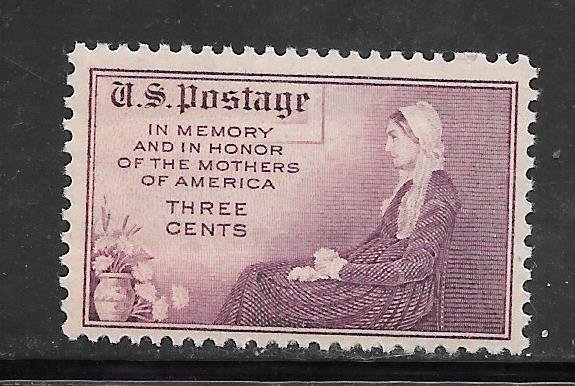 U.S. Postage
IN MEMORY
AND IN HONOR
OF THE MOTHERS
OF AMERICA
THREE
CENTS